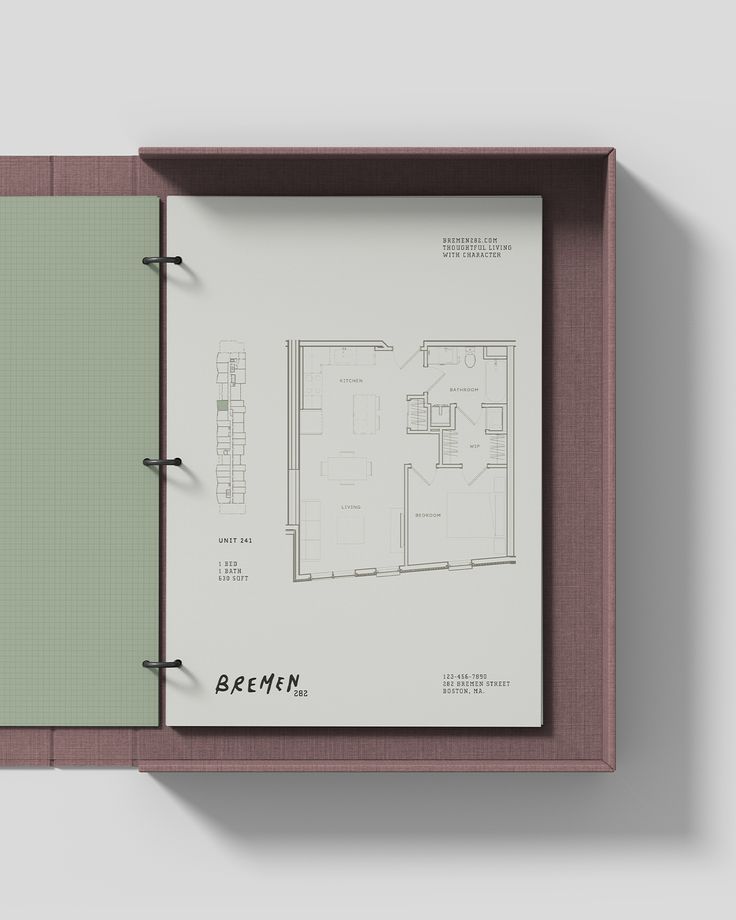 BREMEN282.COM
THOUGHTFUL LIVING
WITH CHARACTER
KITCHEN
BATHROOM
WIP
LIVING
BEDROOM
UNIT 241
1 BED
1 BATH
630 SQFT
BREMEN
282
123-456-7890
282 BREMEN STREET
BOSTON, MA.